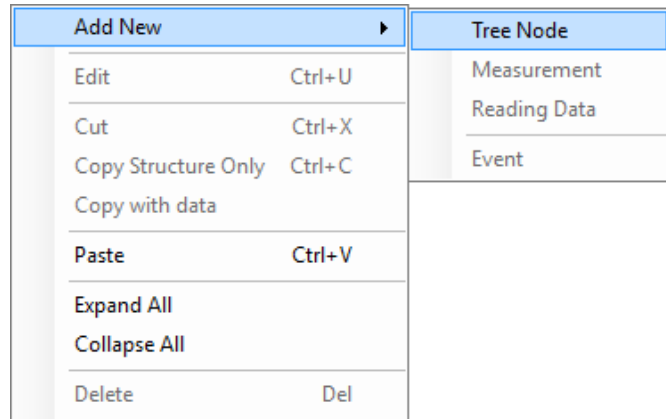 Add New
Edit Ctrl+U
Cut Ctrl+X
Copy Structure Only Ctrl+C
Copy with data
Paste Ctrl+V
Expand All
Collapse All
Delete Del
Tree Node
Measurement
Reading Data
Event